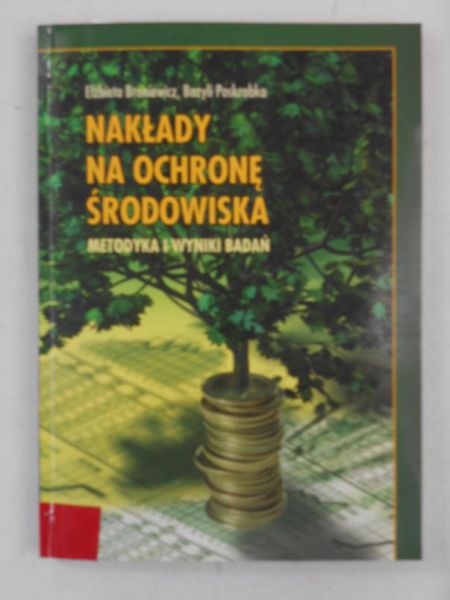 Elżbieta Broniewicz, Bazyli Poskrobko
NAKŁADY
NA OCHRONĘ
ŚRODOWISKA
METODYKA I WYNIKI BADAŃ